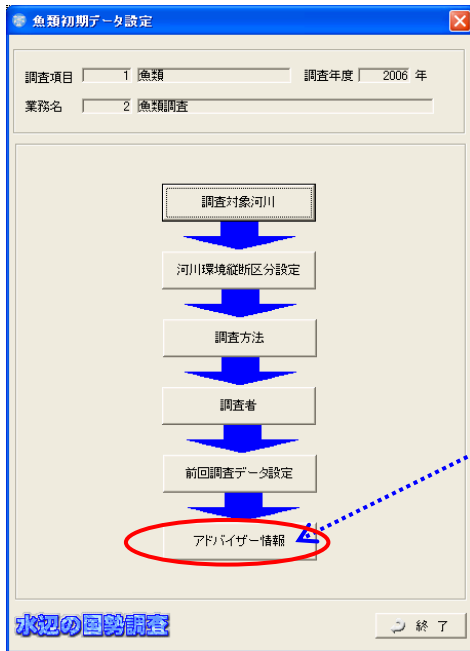 魚類初期データ設定
調査項目 1 魚類 調査年度 2006 年
業務名 2 魚類調査
調査対象河川
河川環境縦断区分設定
調査方法
調査者
前回調査データ設定
アドバイザー情報
水辺の国勢調査 終 了